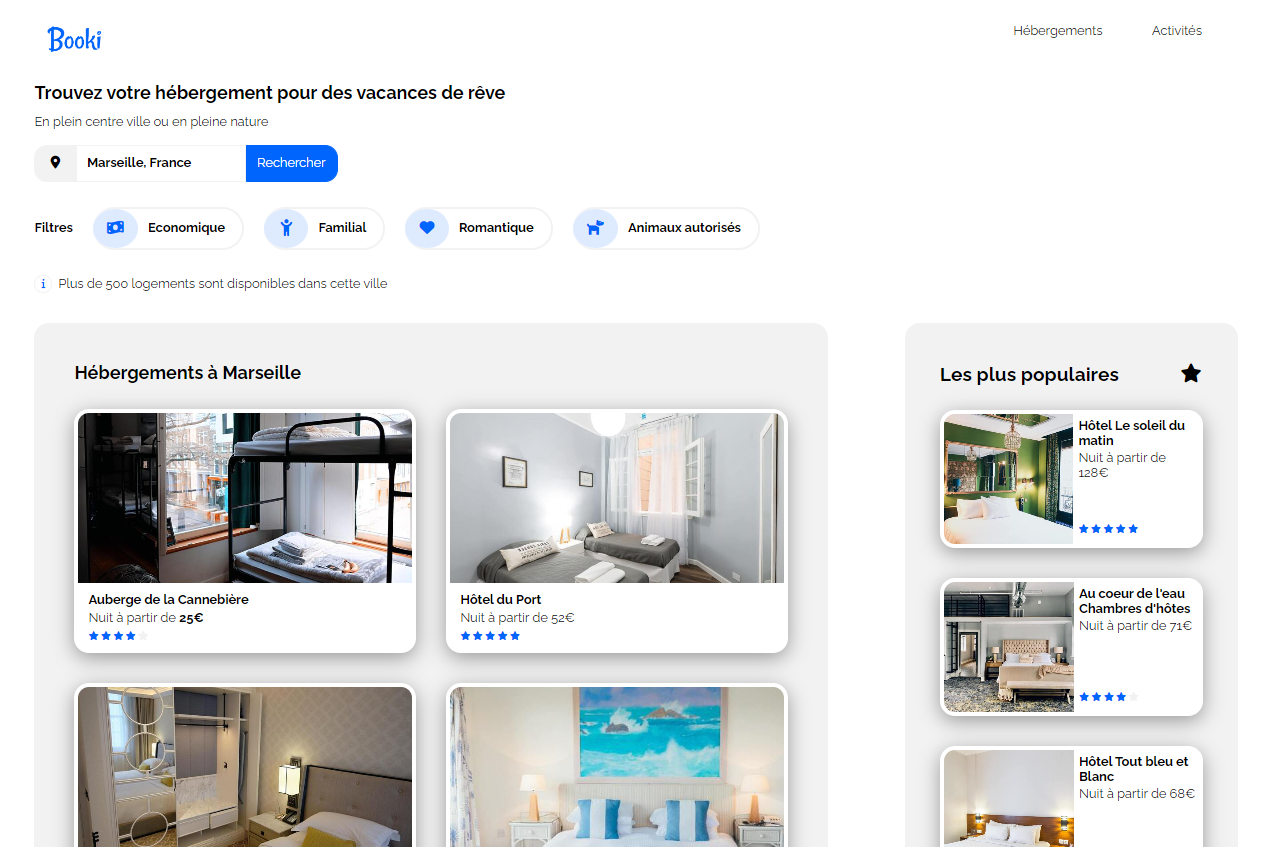 Booki
Hébergements
Activités
Trouvez votre hébergement pour des vacances de rêve
En plein centre ville ou en pleine nature
Marseille, France
Rechercher
Filtres
Economique
Familial
Romantique
Animaux autorisés
i
Plus de 500 logements sont disponibles dans cette ville
Hébergements à Marseille
Auberge de la Cannebière
Nuit à partir de 25€
Hôtel du Port
Nuit à partir de 52€
Les plus populaires
Hôtel Le soleil du
matin
Nuit à partir de
128€
Au coeur de l'eau
Chambres d'hôtes
Nuit à partir de 71€
Hôtel Tout bleu et
Blanc
Nuit à partir de 68€